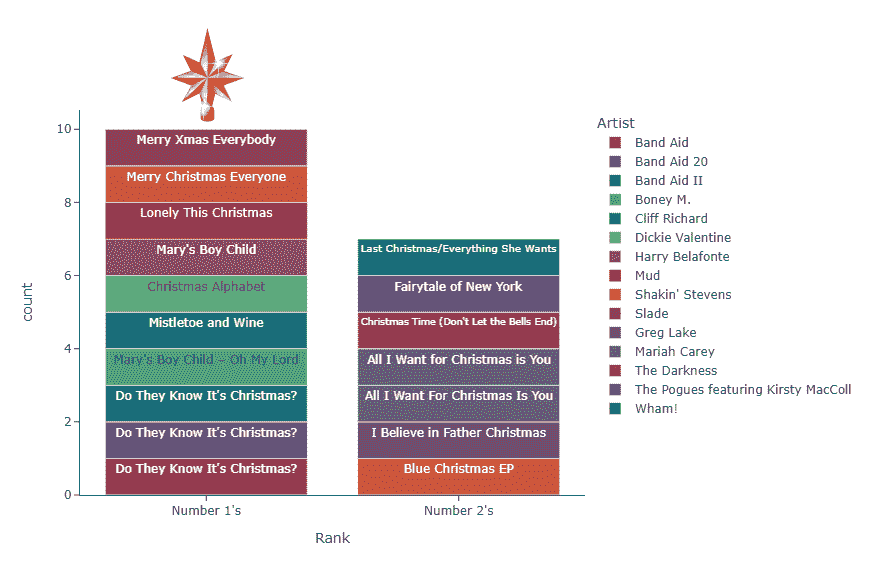 10
8
6
4
2
0
count
Merry Xmas Everybody
Merry Christmas Everyone
Lonely This Christmas
Mary's Boy Child
Christmas Alphabet
Mistletoe and Wine
Mary's Boy Child – Oh My Lord
Do They Know It's Christmas?
Do They Know It's Christmas?
Do They Know It's Christmas?
Last Christmas/Everything She Wants
Fairytale of New York
Christmas Time (Don't Let the Bells End)
All I Want for Christmas is You
All I Want For Christmas Is You
I Believe in Father Christmas
Blue Christmas EP
Number 1's
Number 2's
Rank
Artist
Band Aid
Band Aid 20
Band Aid II
Boney M.
Cliff Richard
Dickie Valentine
Harry Belafonte
Mud
Shakin' Stevens
Slade
Greg Lake
Mariah Carey
The Darkness
The Pogues featuring Kirsty MacColl
Wham!